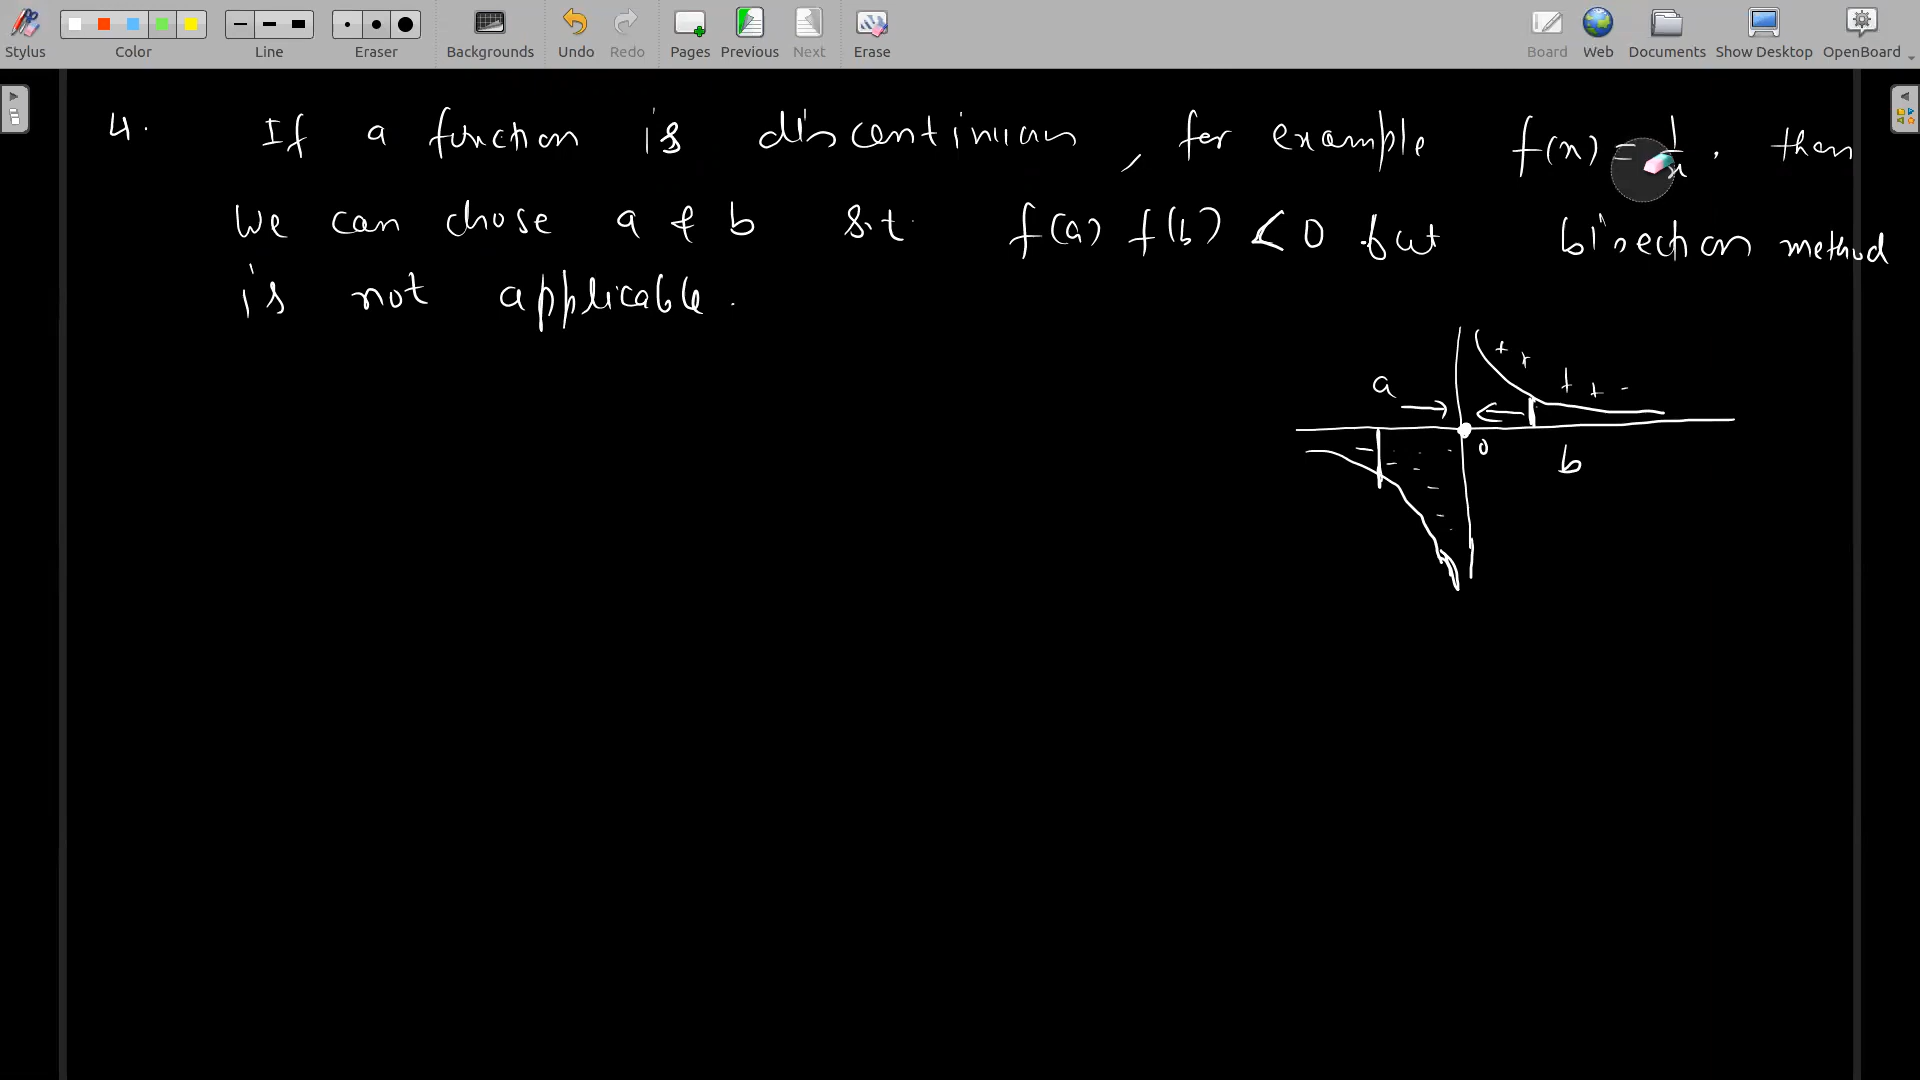 Stylus Color Line Eraser Backgrounds Undo Redo Pages Previous Next Erase Board Web Documents Show Desktop OpenBoard
4. If a function is discontinious, for example f(x) = 1/x. then
We can chose a & b s.t. f(a) f(b) < 0 but bisection method
is not applicable.
+ + + + -
a
0
b